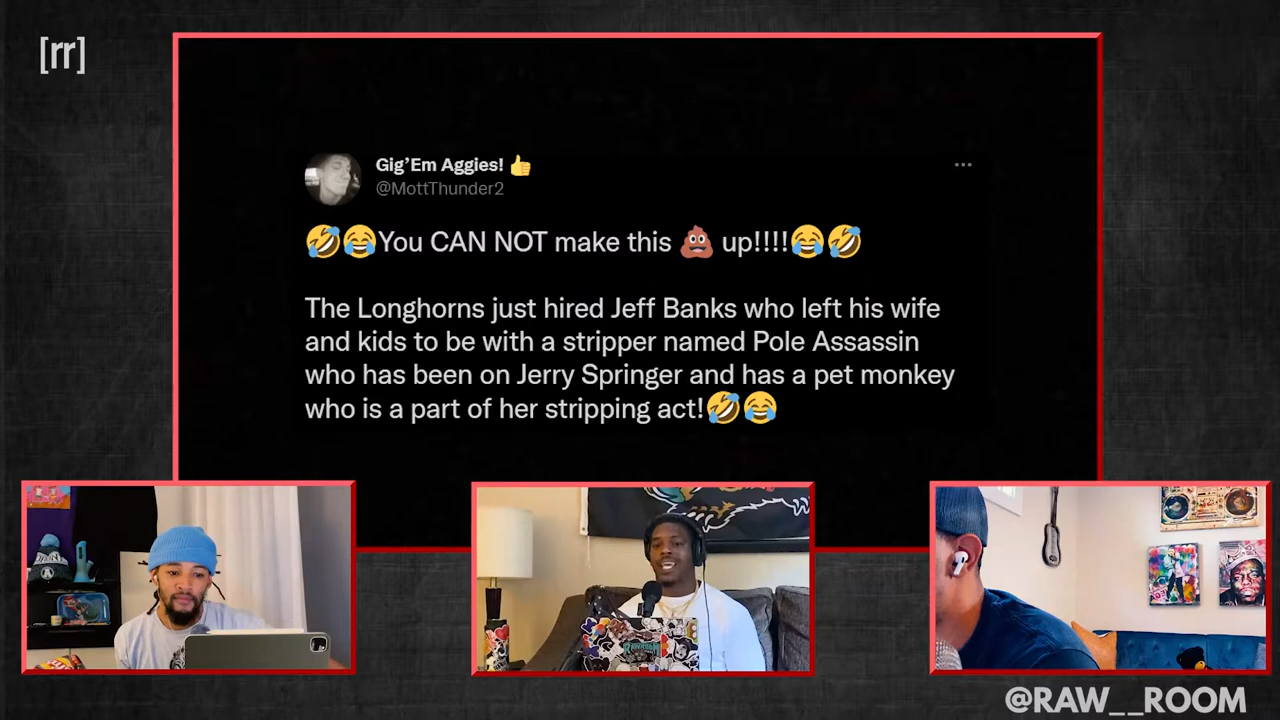 [rr]
Gig'Em Aggies! 👍
@MottThunder2
🤣😂You CAN NOT make this 💩 up!!!!😂🤣
The Longhorns just hired Jeff Banks who left his wife
and kids to be with a stripper named Pole Assassin
who has been on Jerry Springer and has a pet monkey
who is a part of her stripping act!🤣😂
@RAW__ROOM